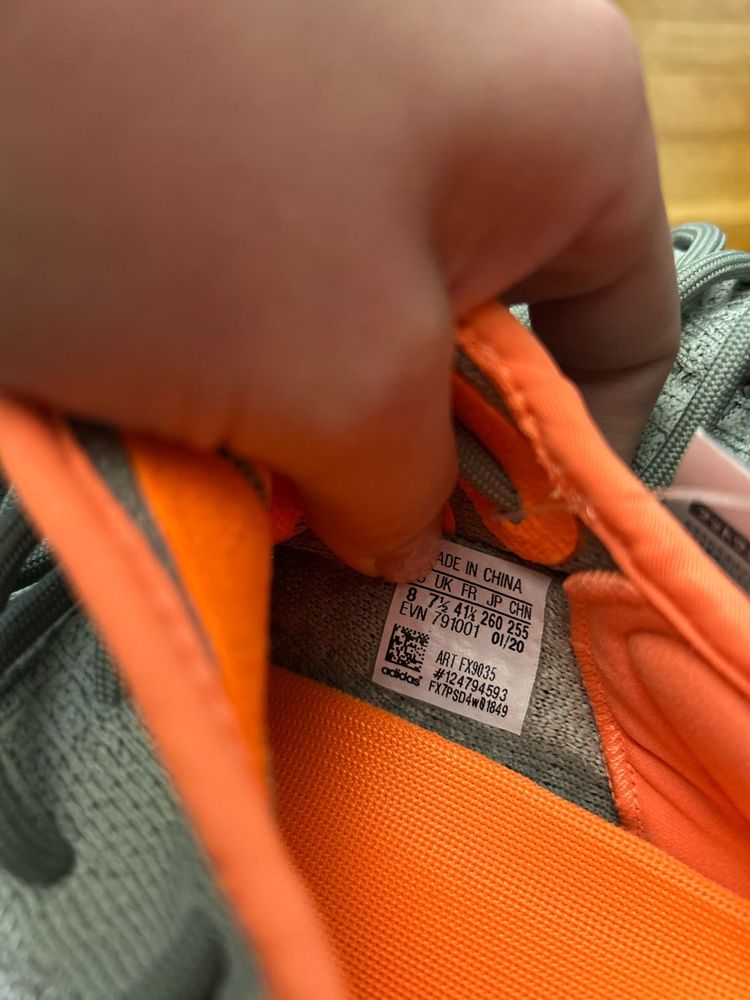 MADE IN CHINA
UK FR JP CHN
8 7½ 41⅓ 260 255
EVN 791001 01/20
ART FX9035
#124794593
adidas
FX7PSD4w01849